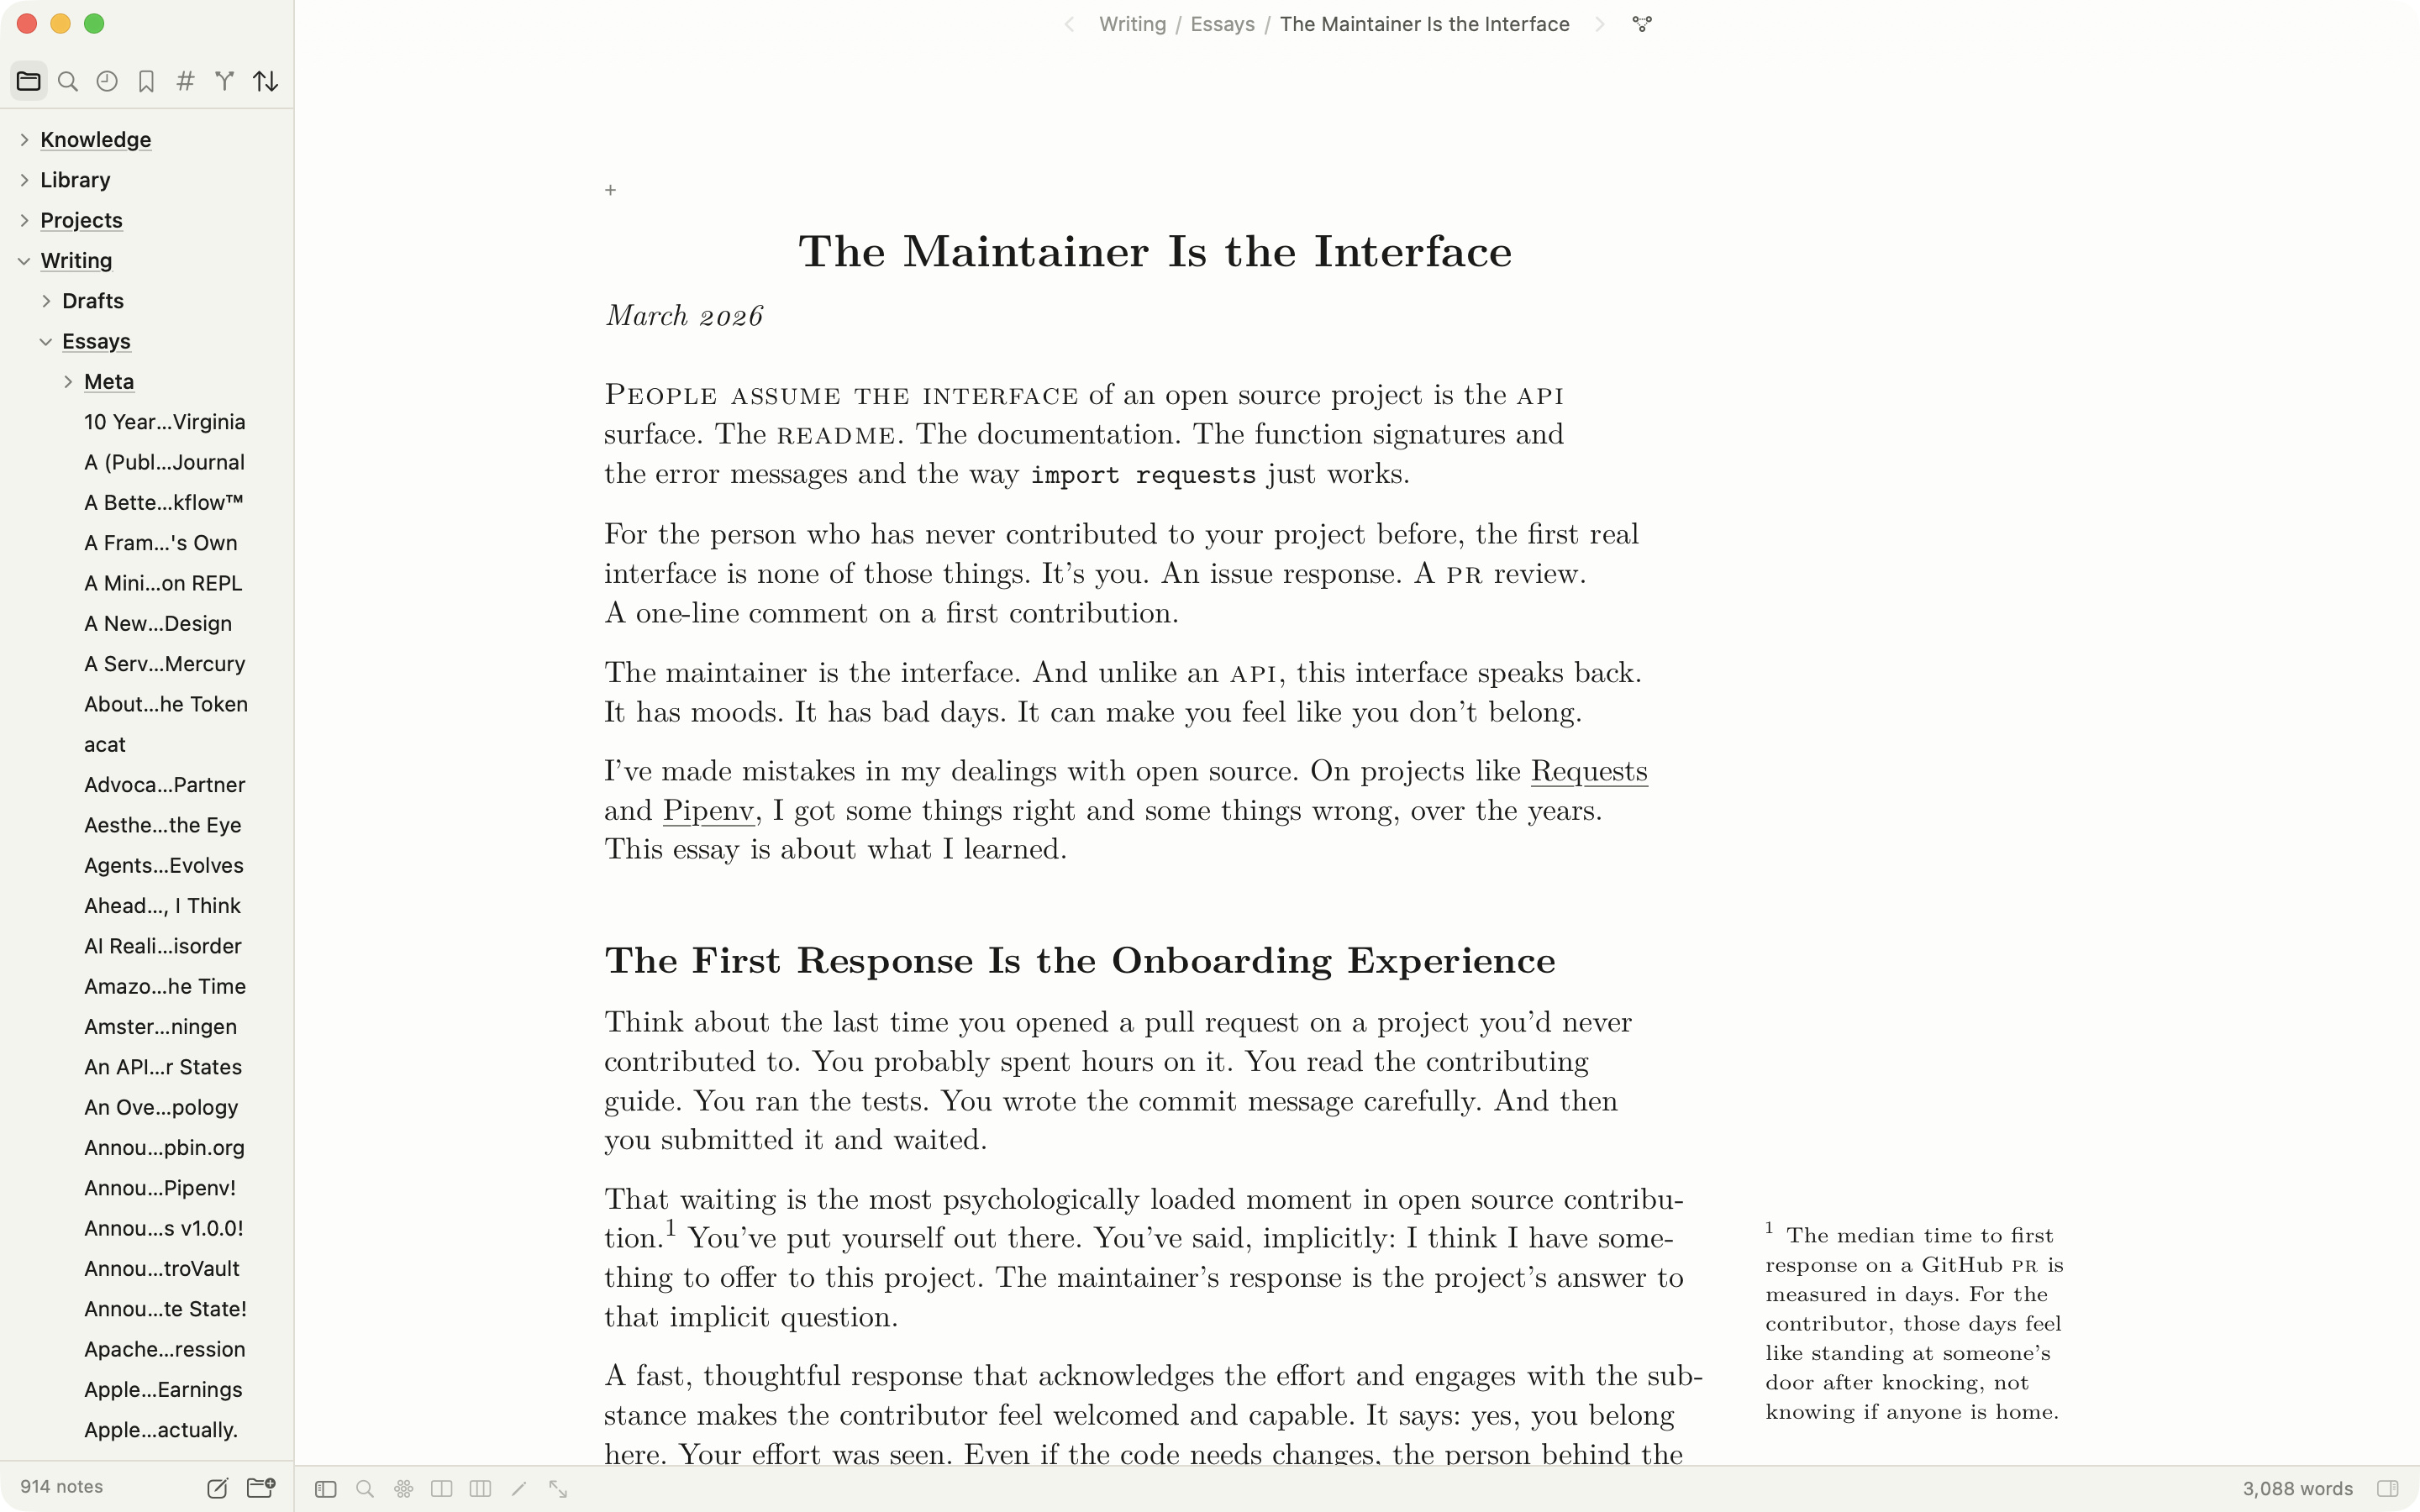 Writing / Essays / The Maintainer Is the Interface
Knowledge
Library
Projects
Writing
Drafts
Essays
Meta
10 Year...Virginia
A (Publ...Journal
A Bette...kflow™
A Fram...'s Own
A Mini...on REPL
A New...Design
A Serv...Mercury
About...he Token
acat
Advoca...Partner
Aesthe...the Eye
Agents...Evolves
Ahead..., I Think
AI Reali...isorder
Amazo...he Time
Amster...ningen
An API...r States
An Ove...pology
Annou...pbin.org
Annou...Pipenv!
Annou...s v1.0.0!
Annou...troVault
Annou...te State!
Apache...ression
Apple...Earnings
Apple...actually.
914 notes
+
The Maintainer Is the Interface
March 2026
PEOPLE ASSUME THE INTERFACE of an open source project is the API
surface. The README. The documentation. The function signatures and
the error messages and the way import requests just works.
For the person who has never contributed to your project before, the first real
interface is none of those things. It's you. An issue response. A PR review.
A one-line comment on a first contribution.
The maintainer is the interface. And unlike an API, this interface speaks back.
It has moods. It has bad days. It can make you feel like you don't belong.
I've made mistakes in my dealings with open source. On projects like Requests
and Pipenv, I got some things right and some things wrong, over the years.
This essay is about what I learned.
The First Response Is the Onboarding Experience
Think about the last time you opened a pull request on a project you'd never
contributed to. You probably spent hours on it. You read the contributing
guide. You ran the tests. You wrote the commit message carefully. And then
you submitted it and waited.
That waiting is the most psychologically loaded moment in open source contribu-
tion.1 You've put yourself out there. You've said, implicitly: I think I have some-
thing to offer to this project. The maintainer's response is the project's answer to
that implicit question.
A fast, thoughtful response that acknowledges the effort and engages with the sub-
stance makes the contributor feel welcomed and capable. It says: yes, you belong
here. Your effort was seen. Even if the code needs changes, the person behind the
1 The median time to first
response on a GitHub PR is
measured in days. For the
contributor, those days feel
like standing at someone's
door after knocking, not
knowing if anyone is home.
3,088 words